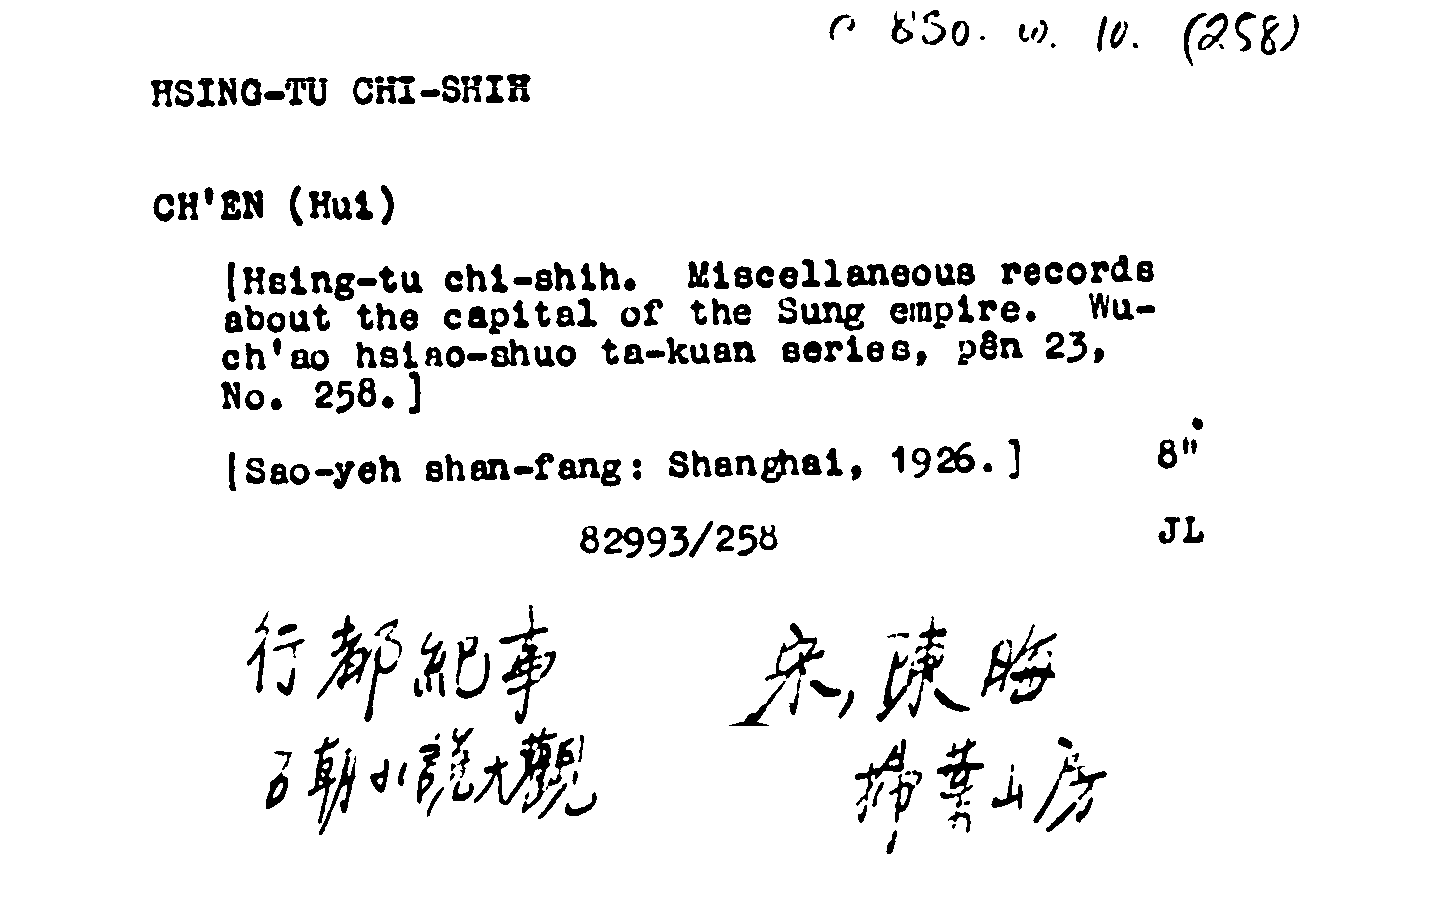 c 850. w. 10. (258)
HSING-TU CHI-SHIH
CH'EN (Hui)
[Hsing-tu chi-shih. Miscellaneous records
about the capital of the Sung empire. Wu-
ch'ao hsiao-shuo ta-kuan series, pên 23,
No. 258.]
[Sao-yeh shan-fang: Shanghai, 1926.] 8"
82993/258 JL
行都紀事 宋,陳晦
五朝小說大觀 掃葉山房